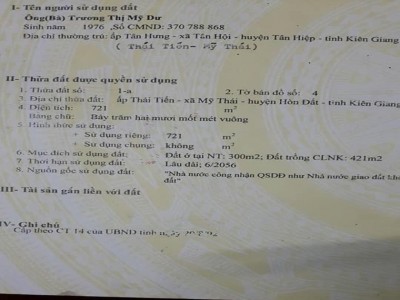 I- Tên người sử dụng đất
Ông(Bà) Trương Thị Mỹ Dư
Sinh năm 1976 ,Số CMND: 370 788 868
Địa chỉ thường trú: ấp Tân Hưng - xã Tân Hội - huyện Tân Hiệp - tỉnh Kiên Giang
( Thái Tiến - Mỹ Thái )
II- Thửa đất được quyền sử dụng
1. Thửa đất số: 1-a 2. Tờ bản đồ số: 4
3. Địa chỉ thửa đất: ấp Thái Tiến - xã Mỹ Thái - huyện Hòn Đất - tỉnh Kiên Giang
4. Diện tích: 721 m²
Bằng chữ: Bảy trăm hai mươi mốt mét vuông
5. Hình thức sử dụng:
+ Sử dụng riêng: 721 m²
+ Sử dụng chung: không m²
6. Mục đích sử dụng đất: Đất ở tại NT: 300m2; Đất trồng CLNK: 421m2
7. Thời hạn sử dụng đất: Lâu dài; 6/2056
8. Nguồn gốc sử dụng đất: "Nhà nước công nhận QSDĐ như Nhà nước giao đất
đất".
III- Tài sản gắn liền với đất
IV- Ghi chú
Cấp theo CT 14 của UBND tỉnh